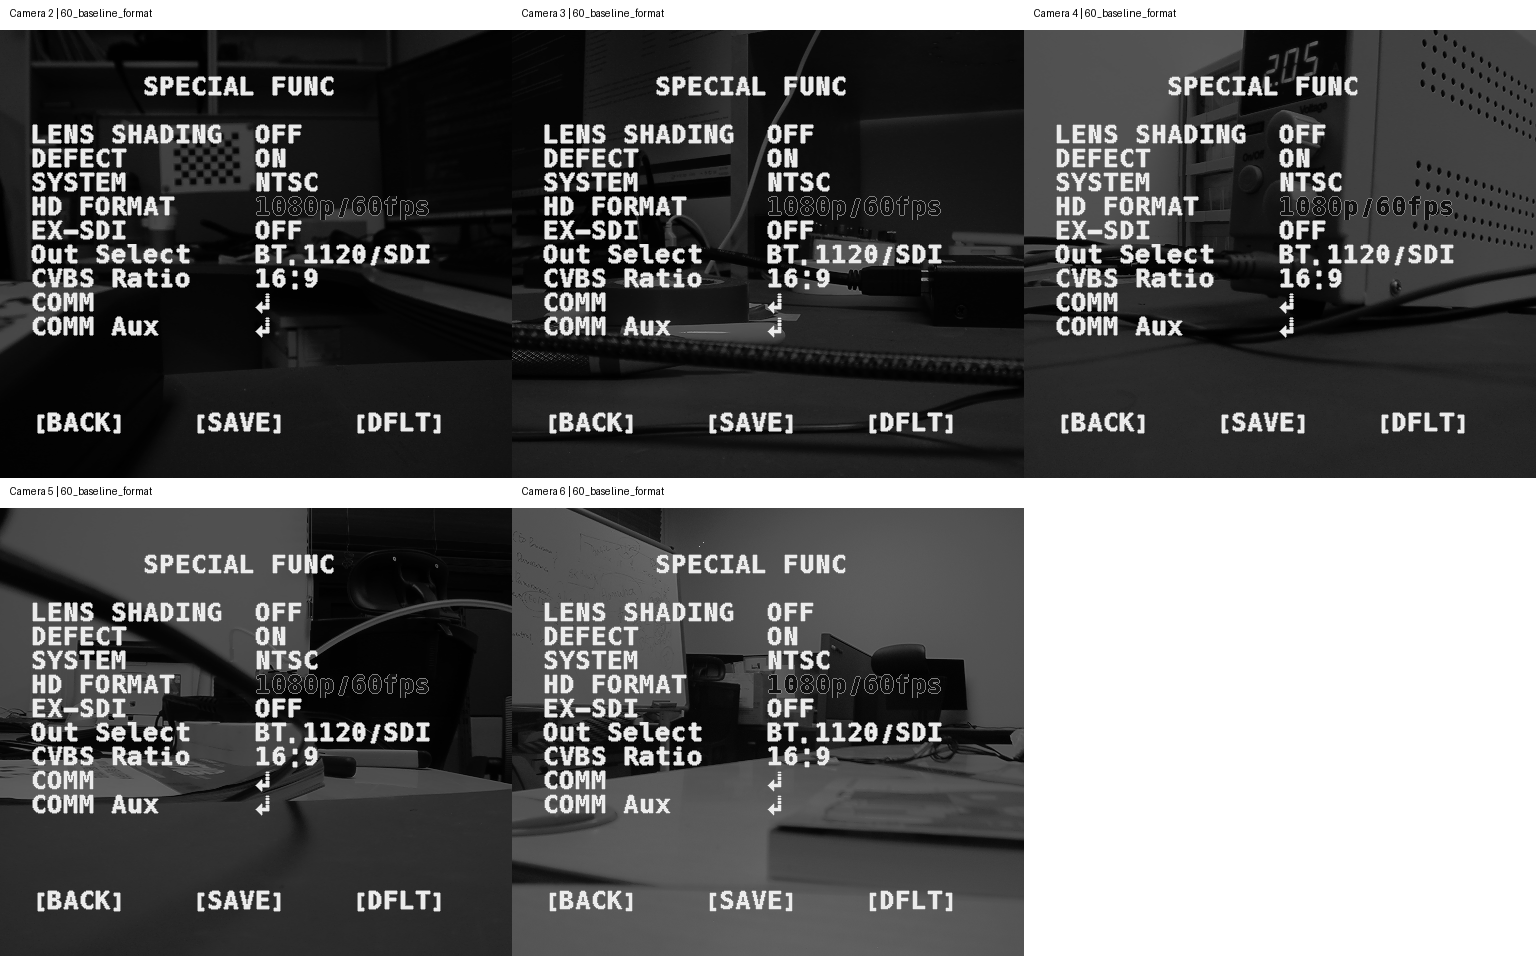 Camera 2 | 60_baseline_format
SPECIAL FUNC
LENS SHADING OFF
DEFECT ON
SYSTEM NTSC
HD FORMAT 1080p/60fps
EX-SDI OFF
Out Select BT.1120/SDI
CVBS Ratio 16:9
COMM ↲
COMM Aux ↲
[BACK] [SAVE] [DFLT]
Camera 3 | 60_baseline_format
SPECIAL FUNC
LENS SHADING OFF
DEFECT ON
SYSTEM NTSC
HD FORMAT 1080p/60fps
EX-SDI OFF
Out Select BT.1120/SDI
CVBS Ratio 16:9
COMM ↲
COMM Aux ↲
[BACK] [SAVE] [DFLT]
Camera 4 | 60_baseline_format
2.05
SPECIAL FUNC
LENS SHADING OFF
DEFECT ON
SYSTEM NTSC
HD FORMAT 1080p/60fps
EX-SDI OFF
Out Select BT.1120/SDI
CVBS Ratio 16:9
COMM ↲
COMM Aux ↲
[BACK] [SAVE] [DFLT]
Camera 5 | 60_baseline_format
SPECIAL FUNC
LENS SHADING OFF
DEFECT ON
SYSTEM NTSC
HD FORMAT 1080p/60fps
EX-SDI OFF
Out Select BT.1120/SDI
CVBS Ratio 16:9
COMM ↲
COMM Aux ↲
[BACK] [SAVE] [DFLT]
Camera 6 | 60_baseline_format
SPECIAL FUNC
LENS SHADING OFF
DEFECT ON
SYSTEM NTSC
HD FORMAT 1080p/60fps
EX-SDI OFF
Out Select BT.1120/SDI
CVBS Ratio 16:9
COMM ↲
COMM Aux ↲
[BACK] [SAVE] [DFLT]